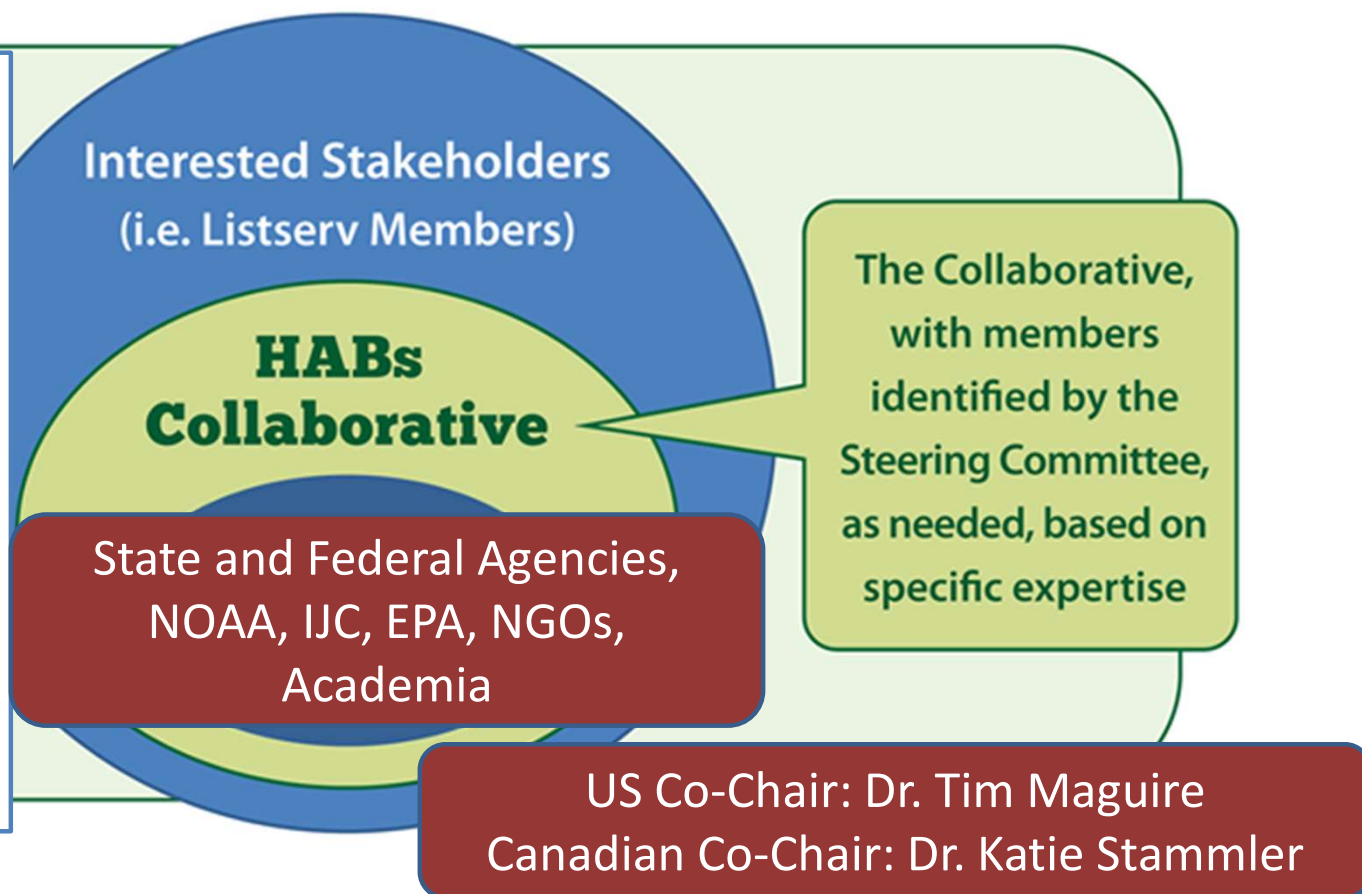 Interested Stakeholders
(i.e. Listserv Members)
HABs
Collaborative
The Collaborative,
with members
identified by the
Steering Committee,
as needed, based on
specific expertise
State and Federal Agencies,
NOAA, IJC, EPA, NGOs,
Academia
US Co-Chair: Dr. Tim Maguire
Canadian Co-Chair: Dr. Katie Stammler